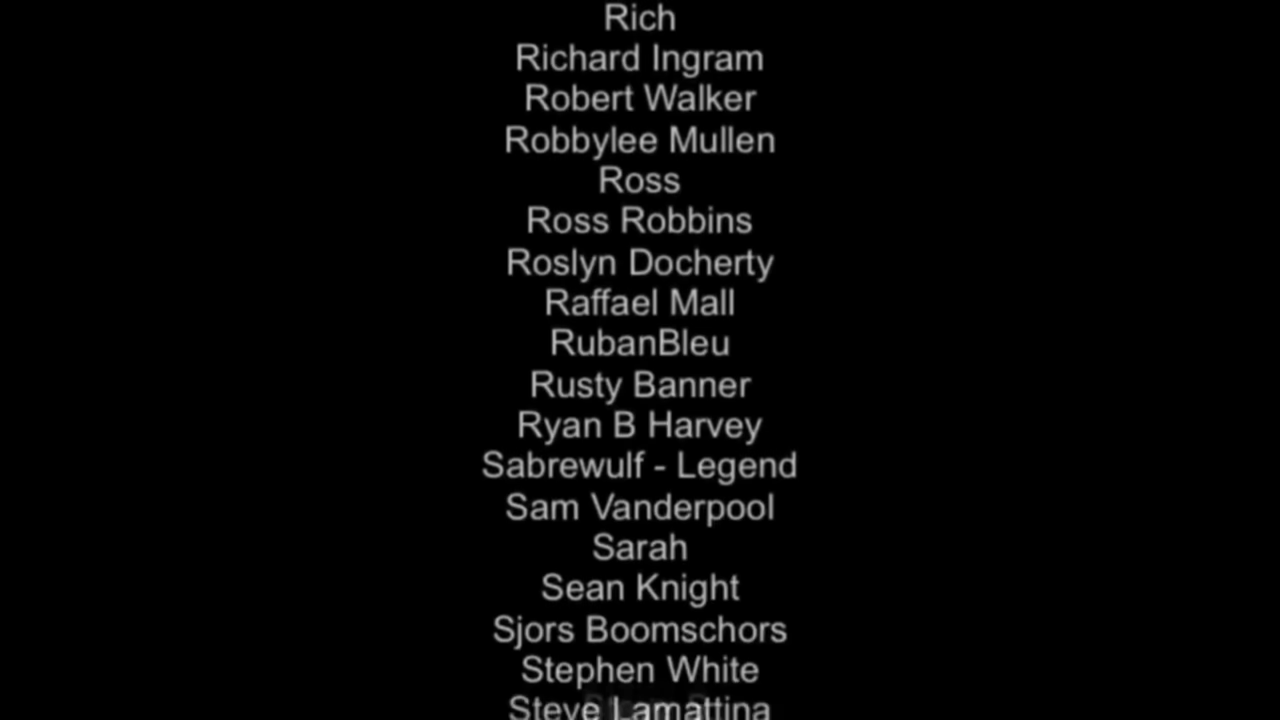 Rich
Richard Ingram
Robert Walker
Robbylee Mullen
Ross
Ross Robbins
Roslyn Docherty
Raffael Mall
RubanBleu
Rusty Banner
Ryan B Harvey
Sabrewulf - Legend
Sam Vanderpool
Sarah
Sean Knight
Sjors Boomschors
Stephen White
Steve Lamattina